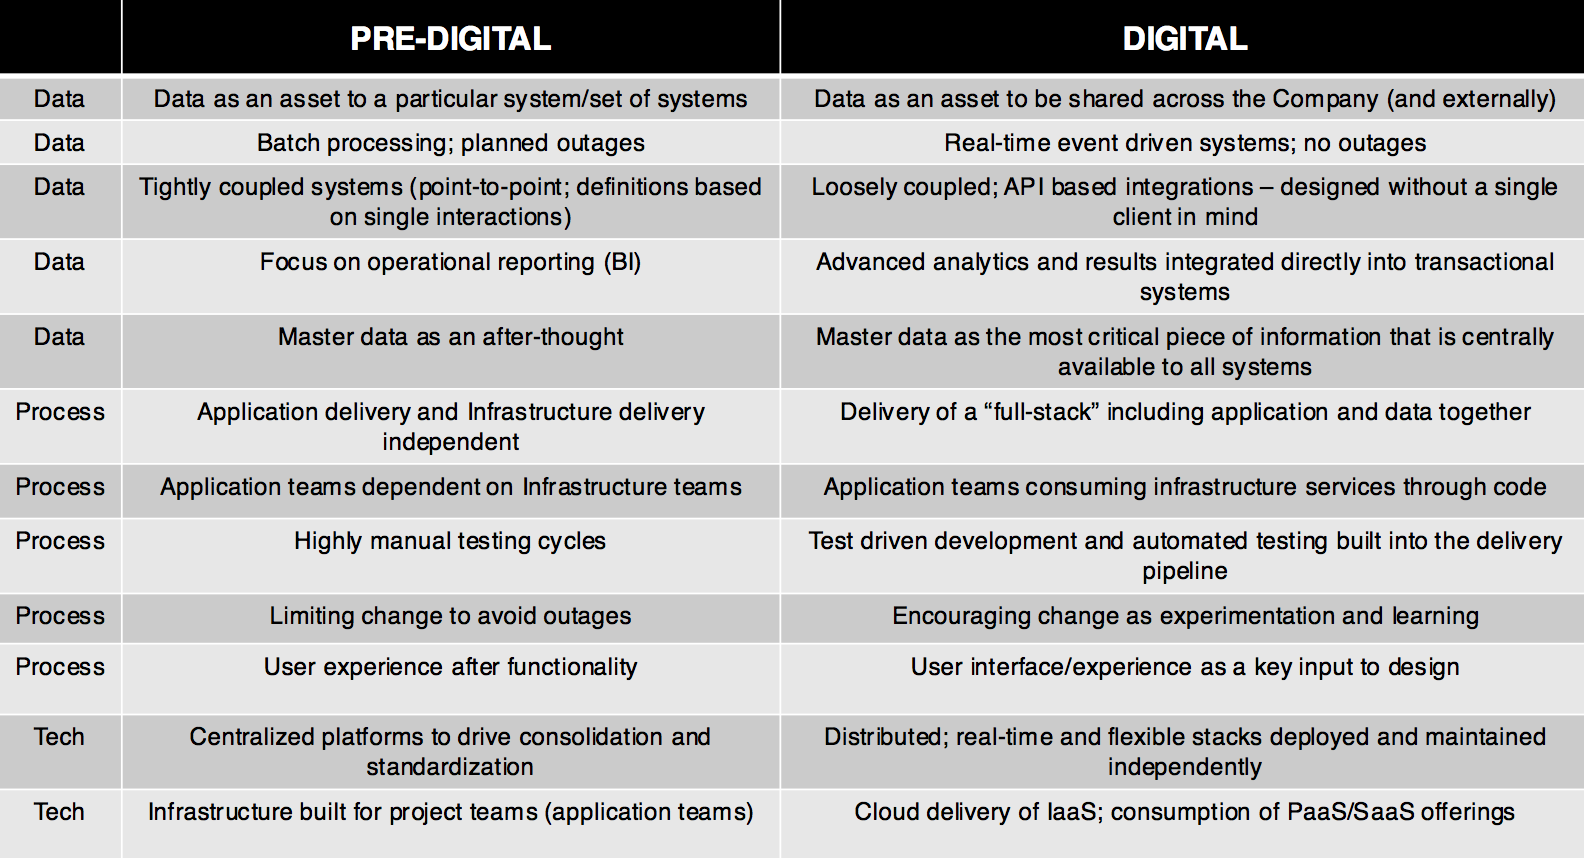 PRE-DIGITAL DIGITAL
Data Data as an asset to a particular system/set of systems Data as an asset to be shared across the Company (and externally)
Data Batch processing; planned outages Real-time event driven systems; no outages
Data Tightly coupled systems (point-to-point; definitions based Loosely coupled; API based integrations – designed without a single
on single interactions) client in mind
Data Focus on operational reporting (BI) Advanced analytics and results integrated directly into transactional
systems
Data Master data as an after-thought Master data as the most critical piece of information that is centrally
available to all systems
Process Application delivery and Infrastructure delivery Delivery of a “full-stack” including application and data together
independent
Process Application teams dependent on Infrastructure teams Application teams consuming infrastructure services through code
Process Highly manual testing cycles Test driven development and automated testing built into the delivery
pipeline
Process Limiting change to avoid outages Encouraging change as experimentation and learning
Process User experience after functionality User interface/experience as a key input to design
Tech Centralized platforms to drive consolidation and Distributed; real-time and flexible stacks deployed and maintained
standardization independently
Tech Infrastructure built for project teams (application teams) Cloud delivery of IaaS; consumption of PaaS/SaaS offerings